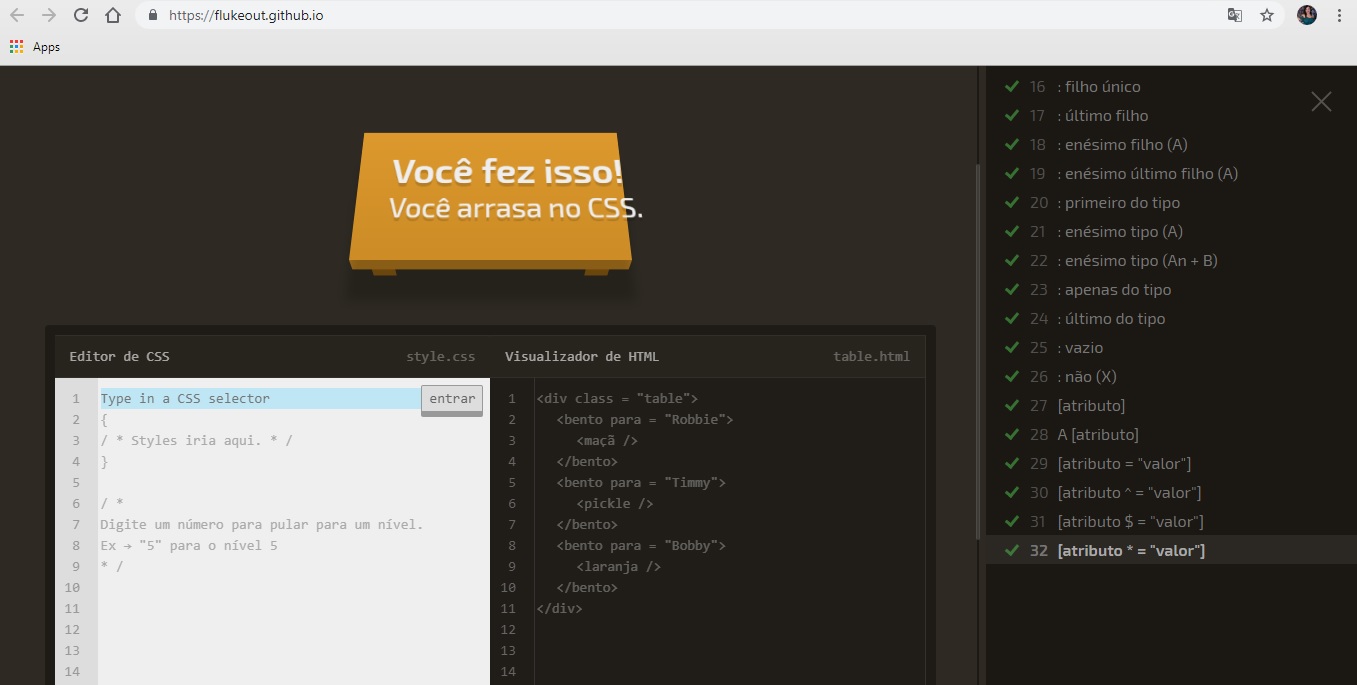 https://flukeout.github.io
Apps
Você fez isso!
Você arrasa no CSS.
Editor de CSS
style.css
1 Type in a CSS selector
entrar
2 {
3 / * Styles iria aqui. * /
4 }
5
6 / *
7 Digite um número para pular para um nível.
8 Ex → "5" para o nível 5
9 * /
10
11
12
13
14
Visualizador de HTML
table.html
1 <div class = "table">
2 <bento para = "Robbie">
3 <maçã />
4 </bento>
5 <bento para = "Timmy">
6 <pickle />
7 </bento>
8 <bento para = "Bobby">
9 <laranja />
10 </bento>
11 </div>
12
13
14
16 : filho único
17 : último filho
18 : enésimo filho (A)
19 : enésimo último filho (A)
20 : primeiro do tipo
21 : enésimo tipo (A)
22 : enésimo tipo (An + B)
23 : apenas do tipo
24 : último do tipo
25 : vazio
26 : não (X)
27 [atributo]
28 A [atributo]
29 [atributo = "valor"]
30 [atributo ^ = "valor"]
31 [atributo $ = "valor"]
32 [atributo * = "valor"]